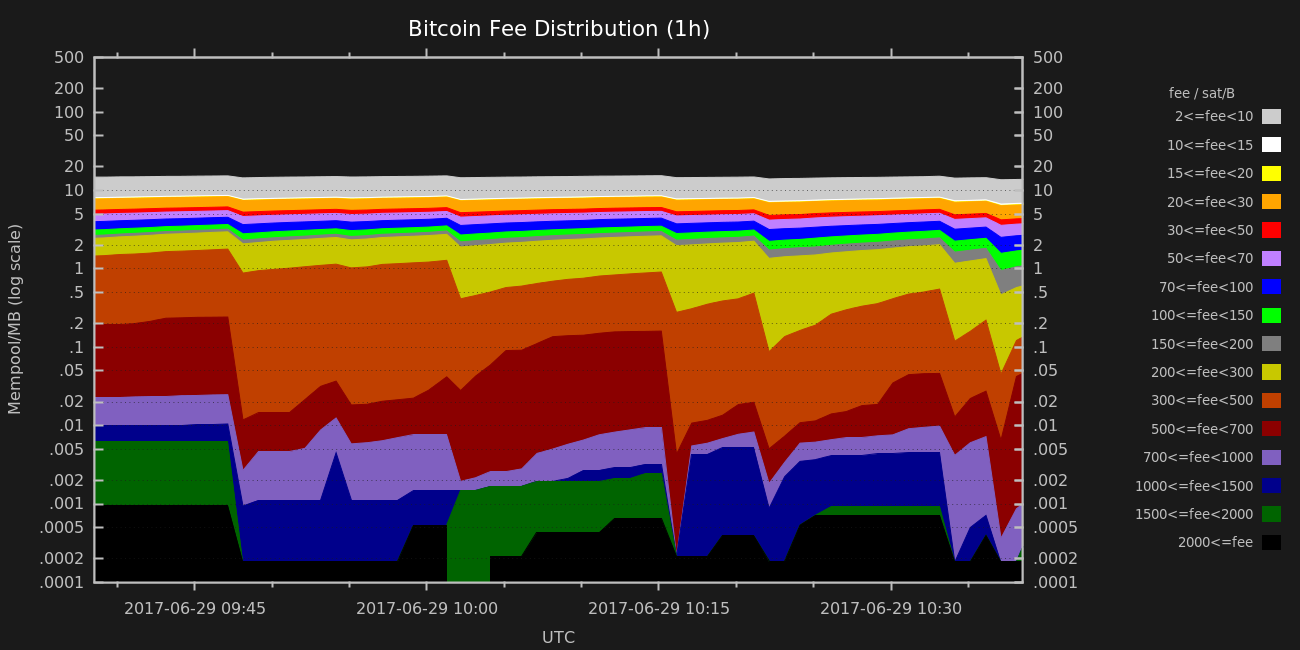 Bitcoin Fee Distribution (1h)
500
200
100
50
20
10
5
2
1
.5
.2
.1
.05
.02
.01
.005
.002
.001
.0005
.0002
.0001
Mempool/MB (log scale)
500
200
100
50
20
10
5
2
1
.5
.2
.1
.05
.02
.01
.005
.002
.001
.0005
.0002
.0001
2017-06-29 09:45
2017-06-29 10:00
2017-06-29 10:15
2017-06-29 10:30
UTC
fee / sat/B
2<=fee<10
10<=fee<15
15<=fee<20
20<=fee<30
30<=fee<50
50<=fee<70
70<=fee<100
100<=fee<150
150<=fee<200
200<=fee<300
300<=fee<500
500<=fee<700
700<=fee<1000
1000<=fee<1500
1500<=fee<2000
2000<=fee